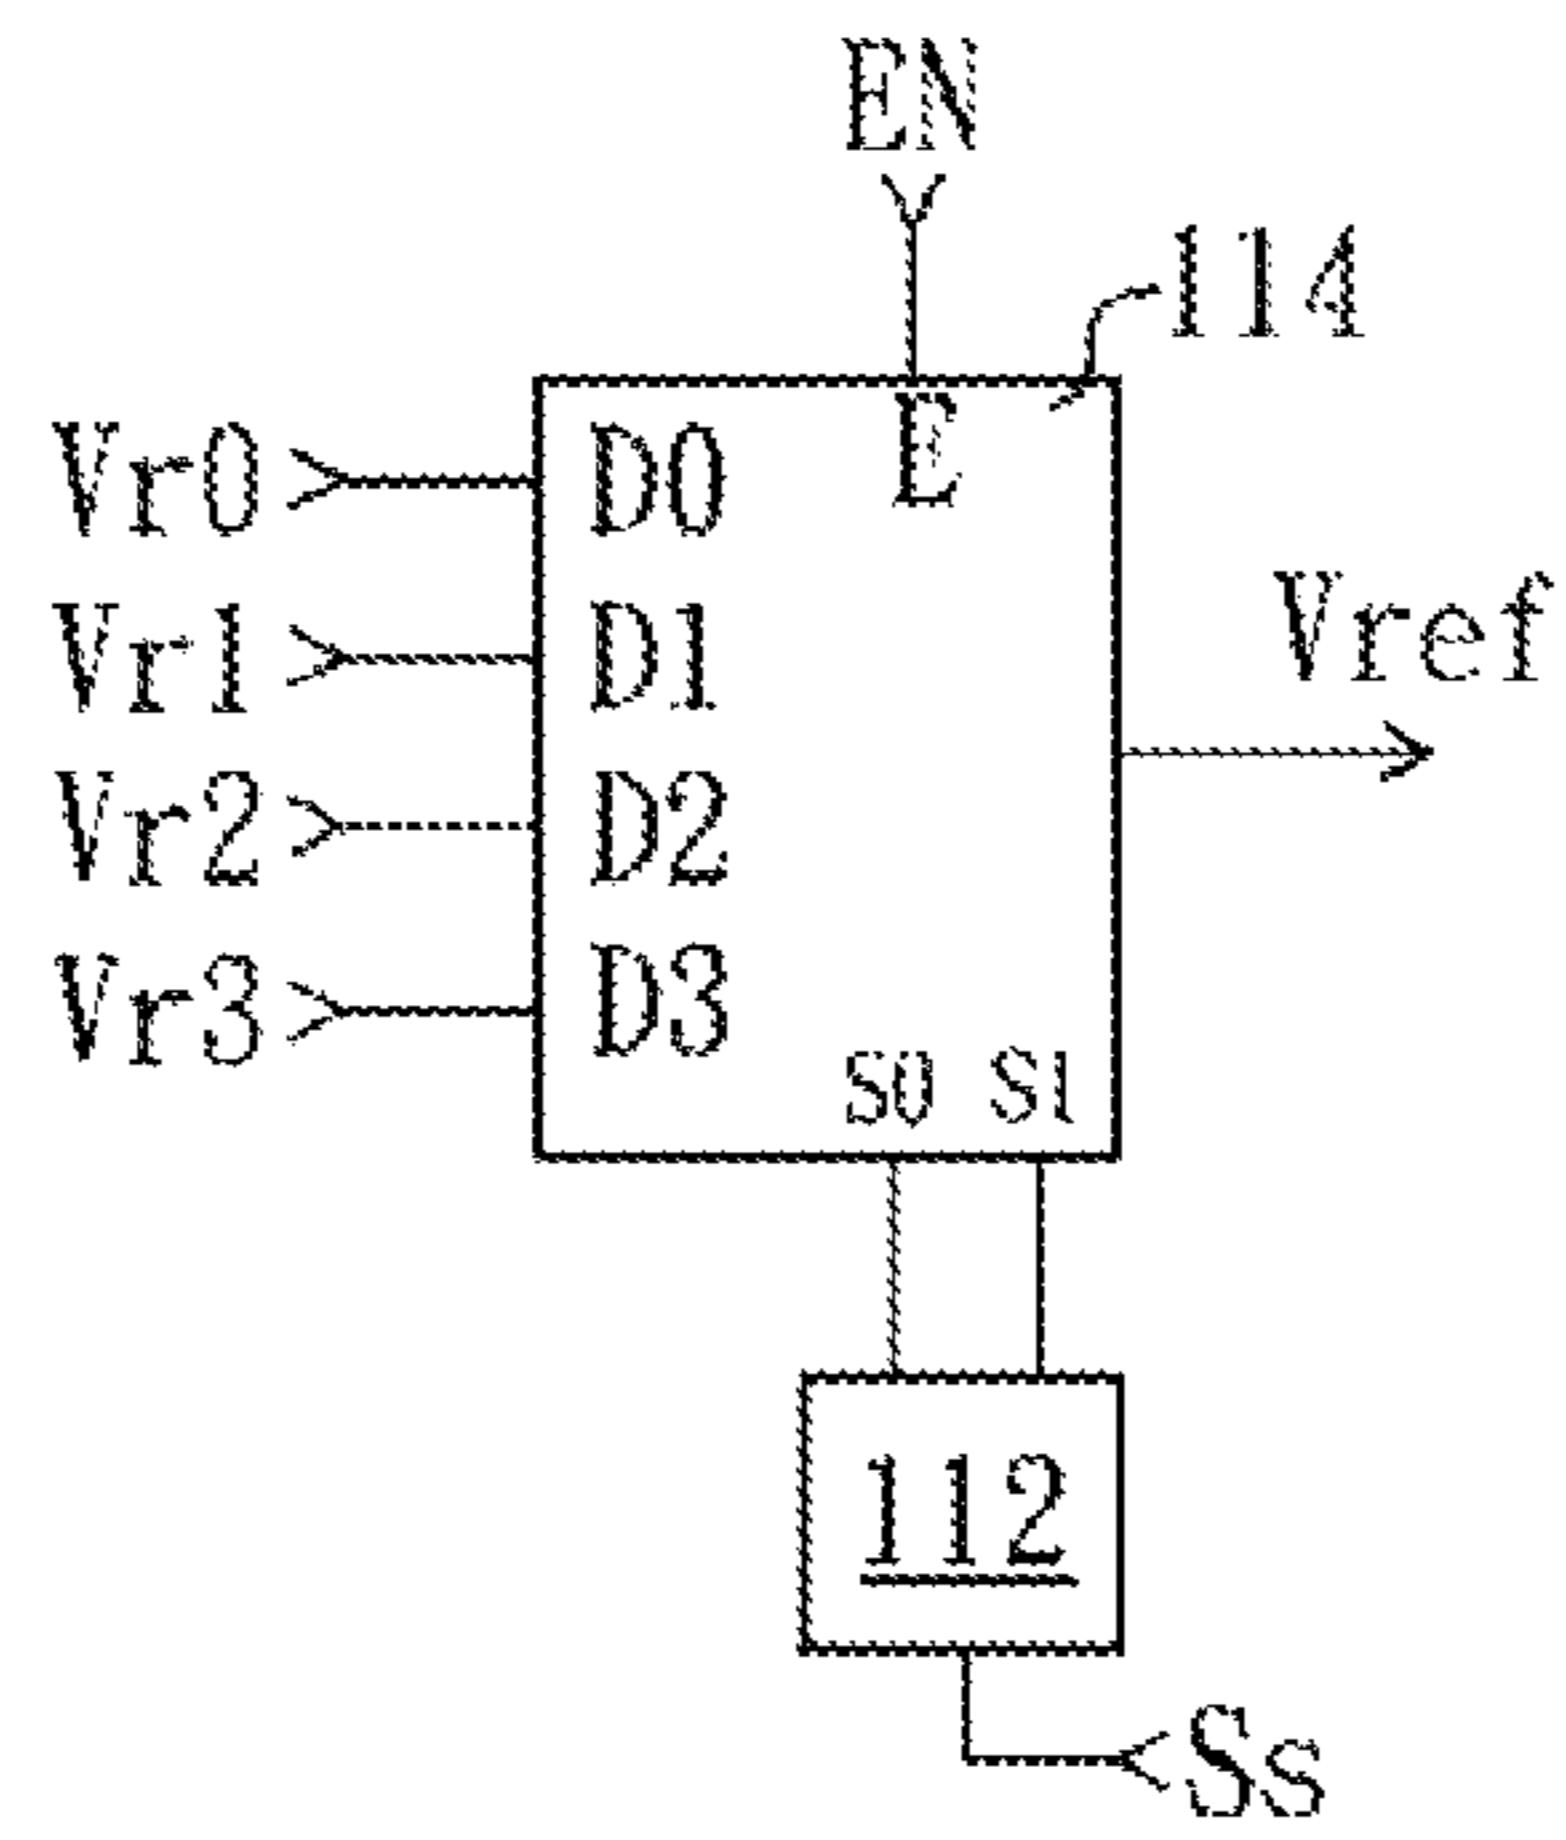 EN
114
E
Vr0 D0
Vr1 D1
Vref
Vr2 D2
Vr3 D3
S0 S1
112
Ss